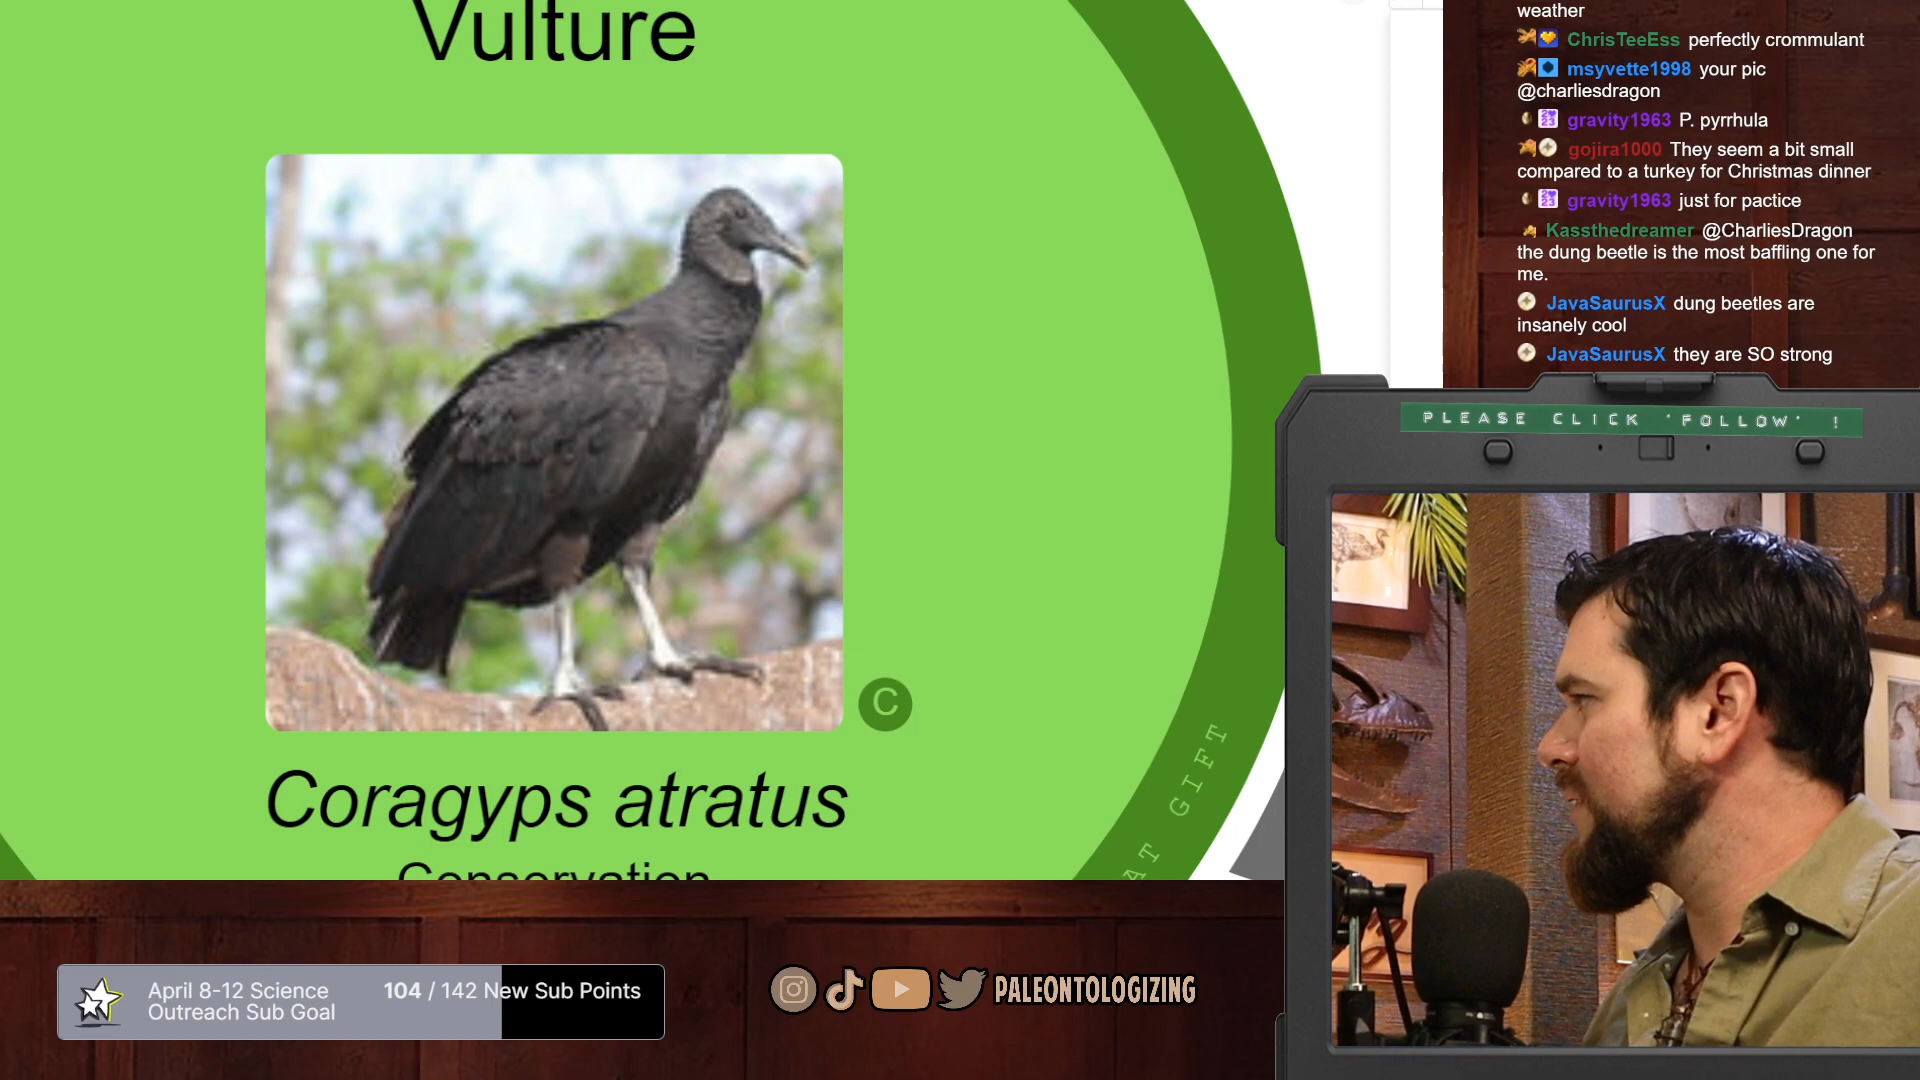 Vulture
C
Coragyps atratus
Conservation
AT GIFT
weather
ChrisTeeEss perfectly crommulant
msyvette1998 your pic
@charliesdragon
gravity1963 P. pyrrhula
gojira1000 They seem a bit small
compared to a turkey for Christmas dinner
gravity1963 just for pactice
Kassthedreamer @CharliesDragon
the dung beetle is the most baffling one for
me.
JavaSaurusX dung beetles are
insanely cool
JavaSaurusX they are SO strong
PLEASE CLICK "FOLLOW" !
April 8-12 Science
Outreach Sub Goal
104 / 142 New Sub Points
PALEONTOLOGIZING